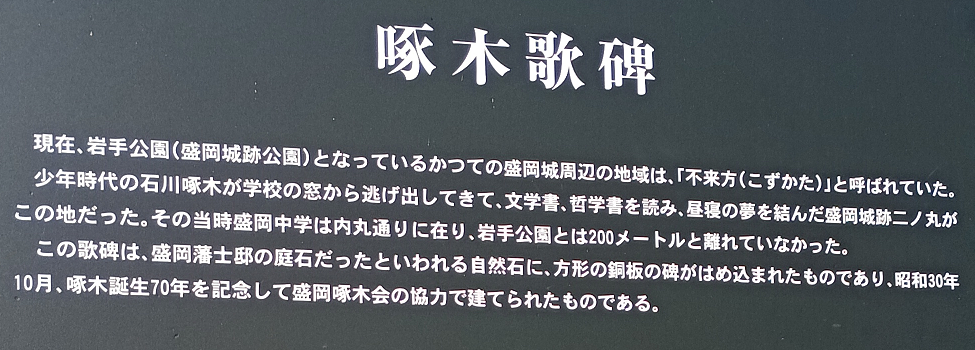 啄木歌碑
現在、岩手公園(盛岡城跡公園)となっているかつての盛岡城周辺の地域は、「不来方(こずかた)」と呼ばれていた。
少年時代の石川啄木が学校の窓から逃げ出してきて、文学書、哲学書を読み、昼寝の夢を結んだ盛岡城跡二ノ丸が
この地だった。その当時盛岡中学は内丸通りに在り、岩手公園とは200メートルと離れていなかった。
この歌碑は、盛岡藩士邸の庭石だったといわれる自然石に、方形の銅板の碑がはめ込まれたものであり、昭和30年
10月、啄木誕生70年を記念して盛岡啄木会の協力で建てられたものである。